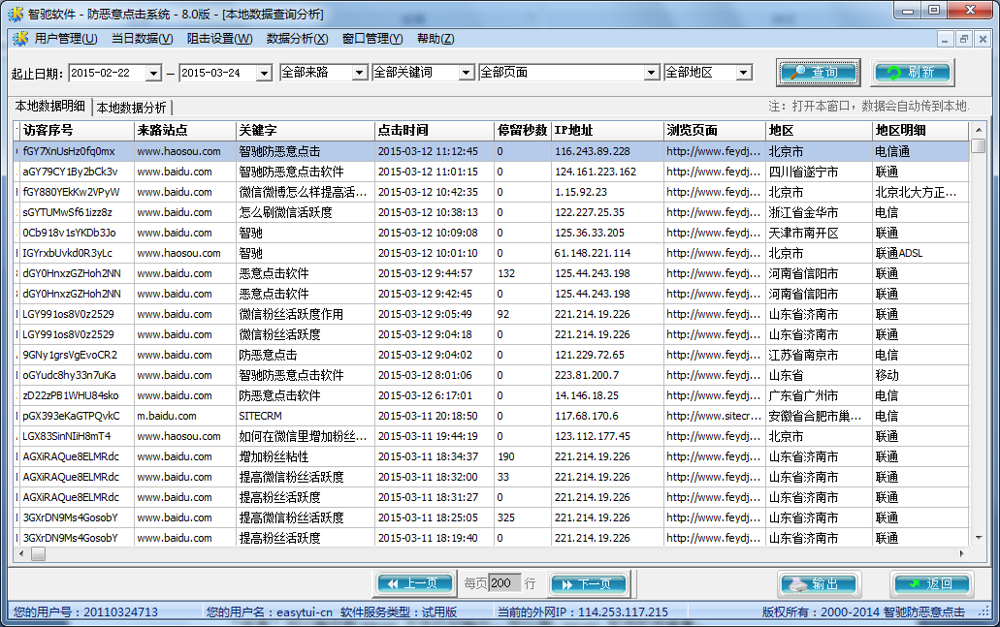 智驰软件 - 防恶意点击系统 - 8.0版 - [本地数据查询分析]
用户管理(U) 当日数据(V) 阻击设置(W) 数据分析(X) 窗口管理(Y) 帮助(Z)
起止日期: 2015-02-22 — 2015-03-24 全部来路 全部关键词 全部页面 全部地区 查询 刷新
本地数据明细 本地数据分析 注: 打开本窗口, 数据会自动传到本地.
访客序号 来路站点 关键字 点击时间 停留秒数 IP地址 浏览页面 地区 地区明细
fGY7XnUsHz0fq0mx www.haosou.com 智驰防恶意点击 2015-03-12 11:12:45 0 116.243.89.228 http://www.feydj... 北京市 电信通
aGY79CY1By2bCk3v www.baidu.com 智驰防恶意点击软件 2015-03-12 11:01:15 0 124.161.223.162 http://www.feydj... 四川省遂宁市 联通
fGY880YEkKw2VPyW www.baidu.com 微信微博怎么样提高活... 2015-03-12 10:42:35 0 1.15.92.23 http://www.feydj... 北京市 北京北大方正...
sGYTUMwSf61izz8z www.baidu.com 怎么刷微信活跃度 2015-03-12 10:38:13 0 122.227.25.35 http://www.feydj... 浙江省金华市 电信
0Cb918v1sYKDb3Jo www.baidu.com 智驰 2015-03-12 10:09:08 0 125.36.33.205 http://www.feydj... 天津市南开区 联通
IGYrxbUvkd0R3yLc www.haosou.com 智驰 2015-03-12 10:01:10 0 61.148.221.114 http://www.feydj... 北京市 联通ADSL
dGY0HnxzGZHoh2NN www.baidu.com 恶意点击软件 2015-03-12 9:44:57 132 125.44.243.198 http://www.feydj... 河南省信阳市 联通
dGY0HnxzGZHoh2NN www.baidu.com 恶意点击软件 2015-03-12 9:42:45 0 125.44.243.198 http://www.feydj... 河南省信阳市 联通
LGY991os8V0z2529 www.baidu.com 微信粉丝活跃度作用 2015-03-12 9:05:49 92 221.214.19.226 http://www.feydj... 山东省济南市 联通
LGY991os8V0z2529 www.baidu.com 微信粉丝活跃度 2015-03-12 9:04:18 0 221.214.19.226 http://www.feydj... 山东省济南市 联通
9GNy1grsVgEvoCR2 www.baidu.com 防恶意点击 2015-03-12 9:04:02 0 121.229.72.65 http://www.feydj... 江苏省南京市 电信
oGYudc8hy33n7uKa www.baidu.com 智驰防恶意点击软件 2015-03-12 8:01:06 0 223.81.200.7 http://www.feydj... 山东省 移动
zD22zPB1WHU84sko www.baidu.com 防恶意点击软件 2015-03-12 6:17:01 0 14.146.18.25 http://www.feydj... 广东省广州市 电信
pGX393eKaGTPQvkC m.baidu.com SITECRM 2015-03-11 20:18:50 0 117.68.170.6 http://www.sitecr... 安徽省合肥市巢... 电信
LGX83SinNIiH8mT4 www.haosou.com 如何在微信里增加粉丝... 2015-03-11 19:44:19 0 123.112.177.45 http://www.feydj... 北京市 联通
AGXiRAQue8ELMRdc www.baidu.com 增加粉丝粘性 2015-03-11 18:34:37 190 221.214.19.226 http://www.feydj... 山东省济南市 联通
AGXiRAQue8ELMRdc www.baidu.com 提高微信粉丝活跃度 2015-03-11 18:32:00 33 221.214.19.226 http://www.feydj... 山东省济南市 联通
AGXiRAQue8ELMRdc www.baidu.com 提高粉丝活跃度 2015-03-11 18:31:27 0 221.214.19.226 http://www.feydj... 山东省济南市 联通
3GXrDN9Ms4GosobY www.baidu.com 提高微信粉丝活跃度 2015-03-11 18:25:05 325 221.214.19.226 http://www.feydj... 山东省济南市 联通
3GXrDN9Ms4GosobY www.baidu.com 提高粉丝活跃度 2015-03-11 18:19:40 0 221.214.19.226 http://www.feydj... 山东省济南市 联通
上一页 每页 200 行 下一页 输出 返回
您的用户号：20110324713 您的用户名：easytui-cn 软件服务类型：试用版 当前的外网IP：114.253.117.215 版权所有：2000-2014 智驰防恶意点击